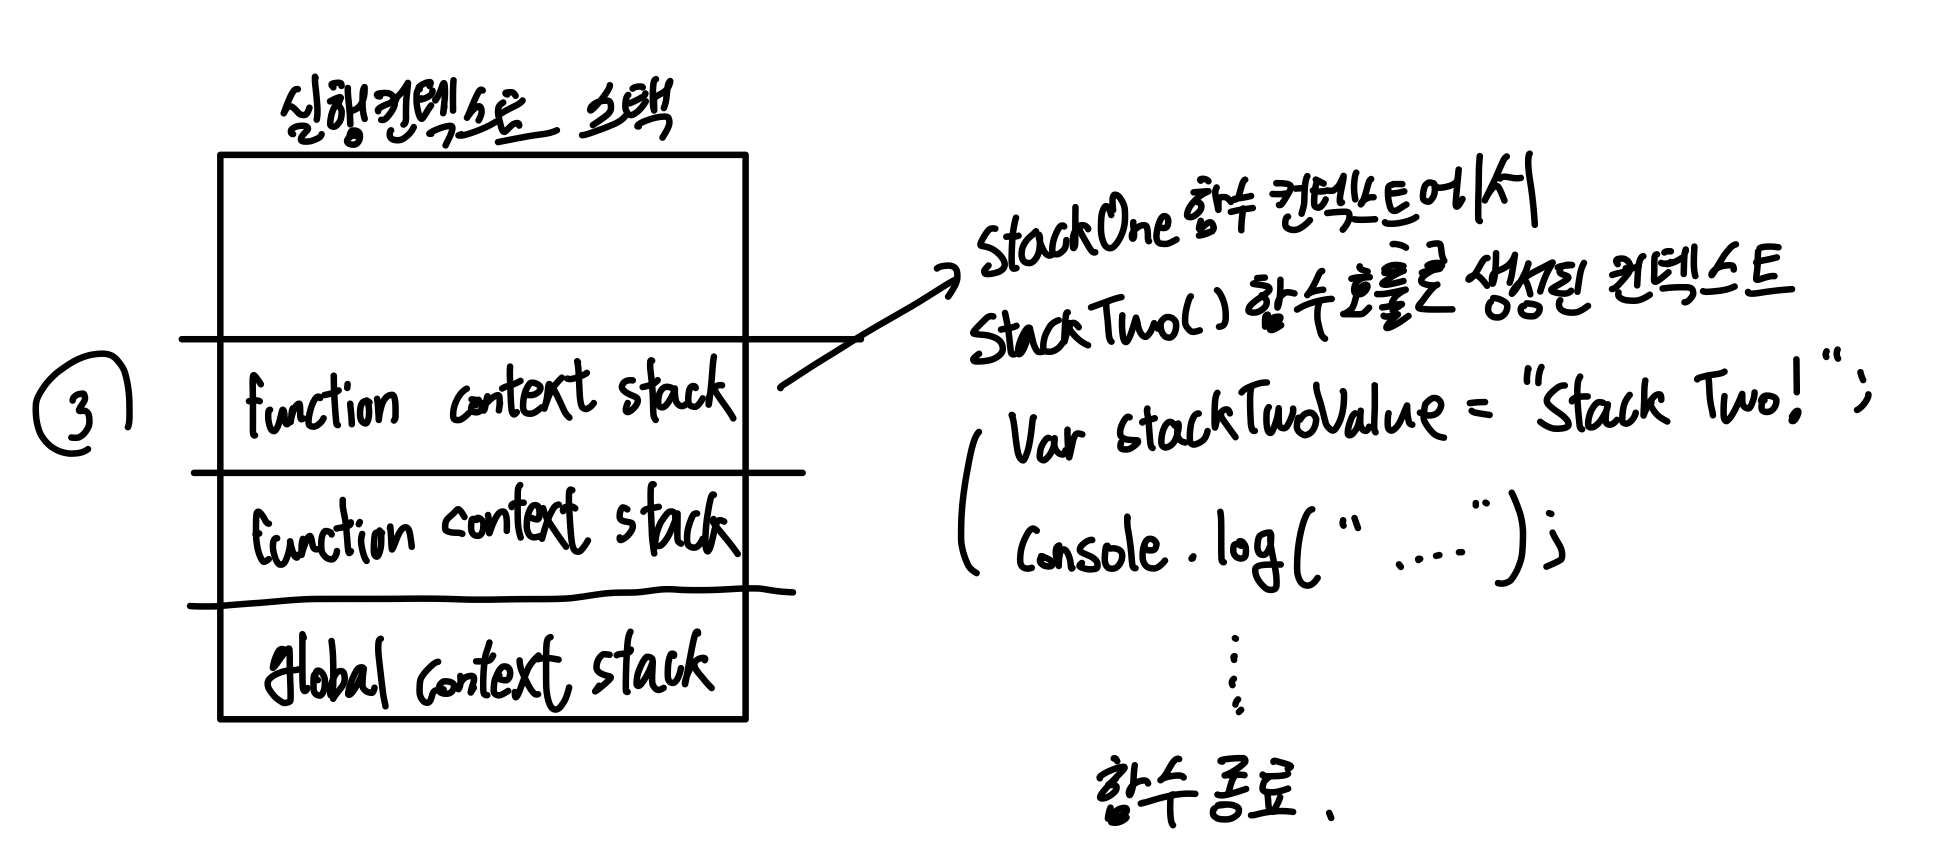 실행컨텍스트 스택
③
function context stack
function context stack
global context stack
stackOne 함수 컨텍스트에서
stackTwo() 함수 호출로 생성된 컨텍스트
Var stackTwoValue = "Stack Two!";
Console.log("....");
함수 종료.